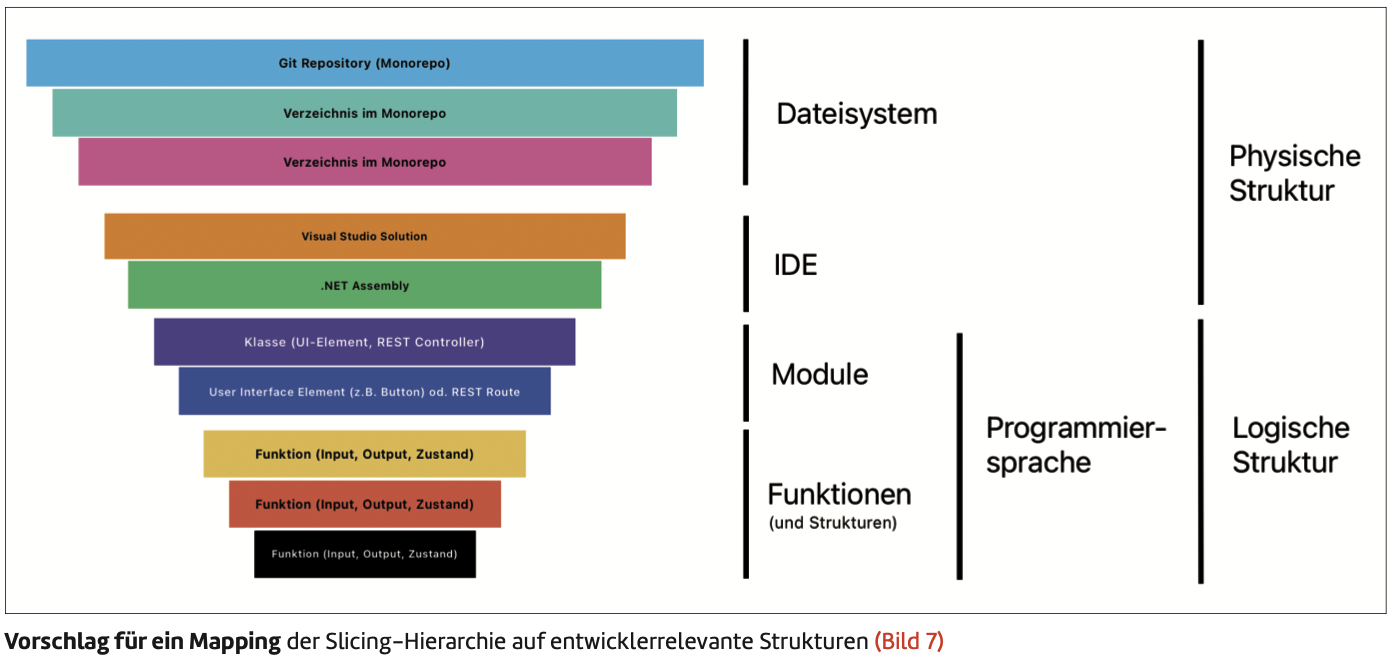 Git Repository (Monorepo)
Verzeichnis im Monorepo
Verzeichnis im Monorepo
Visual Studio Solution
.NET Assembly
Klasse (UI-Element, REST Controller)
User Interface Element (z.B. Button) od. REST Route
Funktion (Input, Output, Zustand)
Funktion (Input, Output, Zustand)
Funktion (Input, Output, Zustand)
Dateisystem
IDE
Module
Funktionen
(und Strukturen)
Programmier-
sprache
Physische
Struktur
Logische
Struktur
Vorschlag für ein Mapping der Slicing-Hierarchie auf entwicklerrelevante Strukturen (Bild 7)